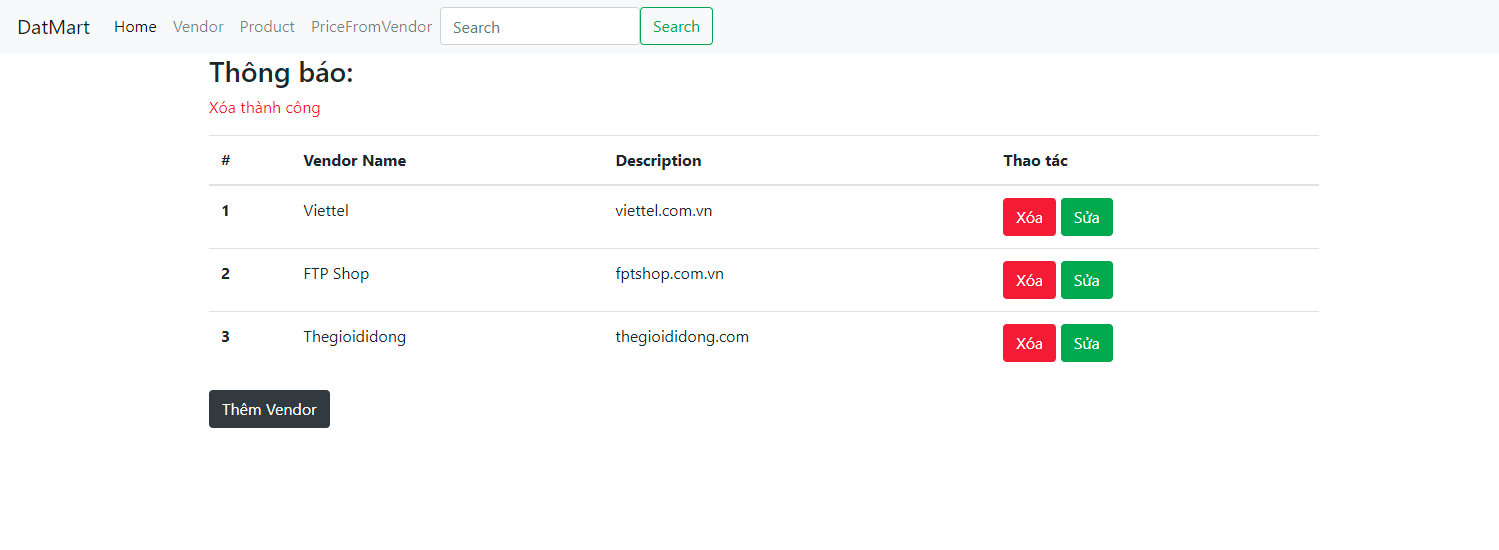 DatMart Home Vendor Product PriceFromVendor Search Search
Thông báo:
Xóa thành công
# Vendor Name Description Thao tác
1 Viettel viettel.com.vn Xóa Sửa
2 FTP Shop fptshop.com.vn Xóa Sửa
3 Thegioididong thegioididong.com Xóa Sửa
Thêm Vendor